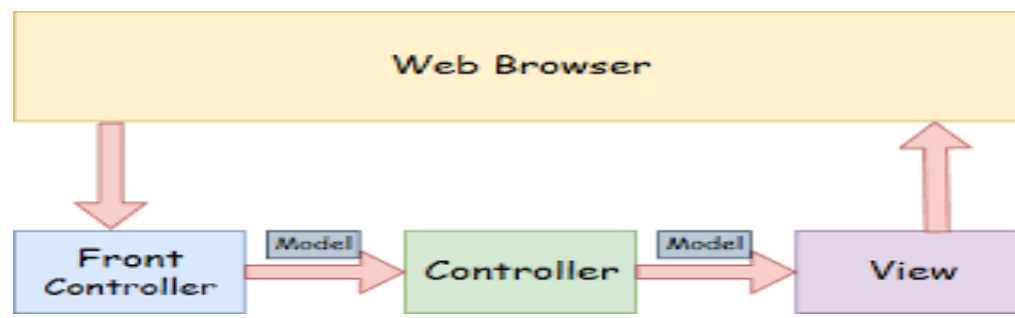 Web Browser
Front
Controller
Model
Controller
Model
View